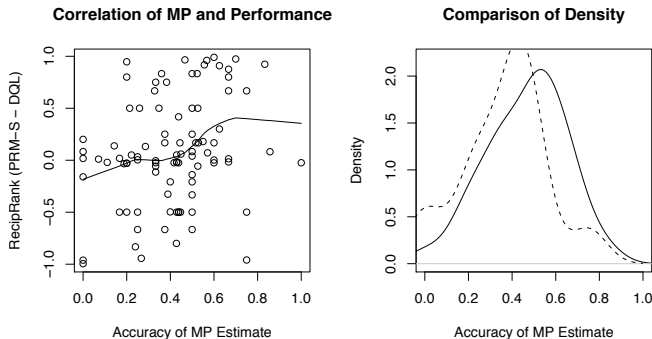 Correlation of MP and Performance
RecipRank (PRM−S − DQL)
1.0
0.5
0.0
−0.5
−1.0
0.0 0.2 0.4 0.6 0.8 1.0
Accuracy of MP Estimate
Comparison of Density
Density
2.0
1.5
1.0
0.5
0.0
0.0 0.2 0.4 0.6 0.8 1.0
Accuracy of MP Estimate